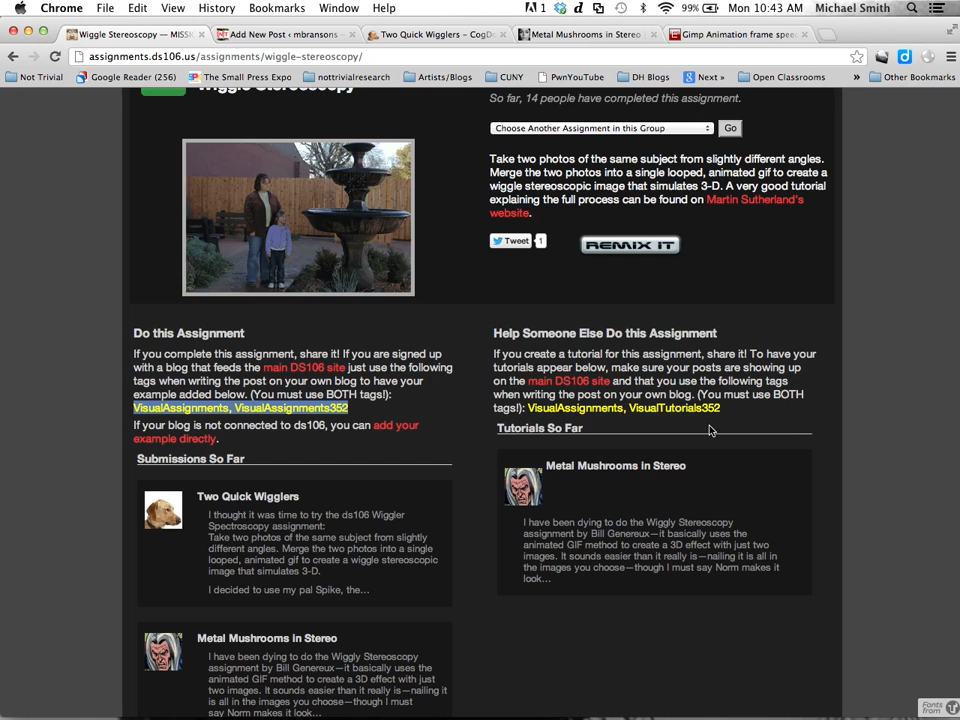 Chrome File Edit View History Bookmarks Window Help 1 99% Mon 10:43 AM Michael Smith
Wiggle Stereoscopy — MISSI
Add New Post ‹ mbransons
Two Quick Wigglers – CogD
Metal Mushrooms in Stereo
Gimp Animation frame spee
assignments.ds106.us/assignments/wiggle-stereoscopy/
Not Trivial Google Reader (256) The Small Press Expo nottrivialresearch Artists/Blogs CUNY PwnYouTube DH Blogs Next » Open Classrooms » Other Bookmarks
Wiggle Stereoscopy
So far, 14 people have completed this assignment.
Choose Another Assignment in this Group Go
Take two photos of the same subject from slightly different angles.
Merge the two photos into a single looped, animated gif to create a
wiggle stereoscopic image that simulates 3-D. A very good tutorial
explaining the full process can be found on Martin Sutherland's
website.
Tweet 1 REMIX IT
Do this Assignment
If you complete this assignment, share it! If you are signed up
with a blog that feeds the main DS106 site just use the following
tags when writing the post on your own blog to have your
example added below. (You must use BOTH tags!):
VisualAssignments, VisualAssignments352
If your blog is not connected to ds106, you can add your
example directly.
Submissions So Far
Two Quick Wigglers
I thought it was time to try the ds106 Wiggler
Spectroscopy assignment:
Take two photos of the same subject from slightly
different angles. Merge the two photos into a single
looped, animated gif to create a wiggle stereoscopic
image that simulates 3-D.
I decided to use my pal Spike, the...
Metal Mushrooms in Stereo
I have been dying to do the Wiggly Stereoscopy
assignment by Bill Genereux—it basically uses the
animated GIF method to create a 3D effect with just
two images. It sounds easier than it really is—nailing it
is all in the images you choose—though I must
say Norm makes it look...
Help Someone Else Do this Assignment
If you create a tutorial for this assignment, share it! To have your
tutorials appear below, make sure your posts are showing up
on the main DS106 site and that you use the following tags
when writing the post on your own blog. (You must use BOTH
tags!): VisualAssignments, VisualTutorials352
Tutorials So Far
Metal Mushrooms in Stereo
I have been dying to do the Wiggly Stereoscopy
assignment by Bill Genereux—it basically uses the
animated GIF method to create a 3D effect with just two
images. It sounds easier than it really is—nailing it is all in
the images you choose—though I must say Norm makes it
look...
Fonts
from